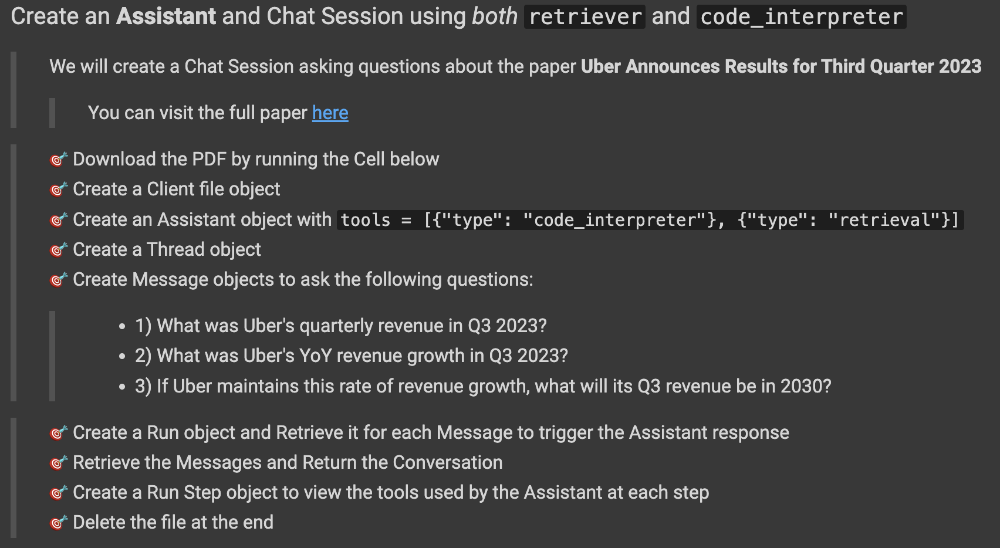 Create an Assistant and Chat Session using both retriever and code_interpreter
We will create a Chat Session asking questions about the paper Uber Announces Results for Third Quarter 2023
You can visit the full paper here
🎯 Download the PDF by running the Cell below
🎯 Create a Client file object
🎯 Create an Assistant object with tools = [{"type": "code_interpreter"}, {"type": "retrieval"}]
🎯 Create a Thread object
🎯 Create Message objects to ask the following questions:
• 1) What was Uber's quarterly revenue in Q3 2023?
• 2) What was Uber's YoY revenue growth in Q3 2023?
• 3) If Uber maintains this rate of revenue growth, what will its Q3 revenue be in 2030?
🎯 Create a Run object and Retrieve it for each Message to trigger the Assistant response
🎯 Retrieve the Messages and Return the Conversation
🎯 Create a Run Step object to view the tools used by the Assistant at each step
🎯 Delete the file at the end